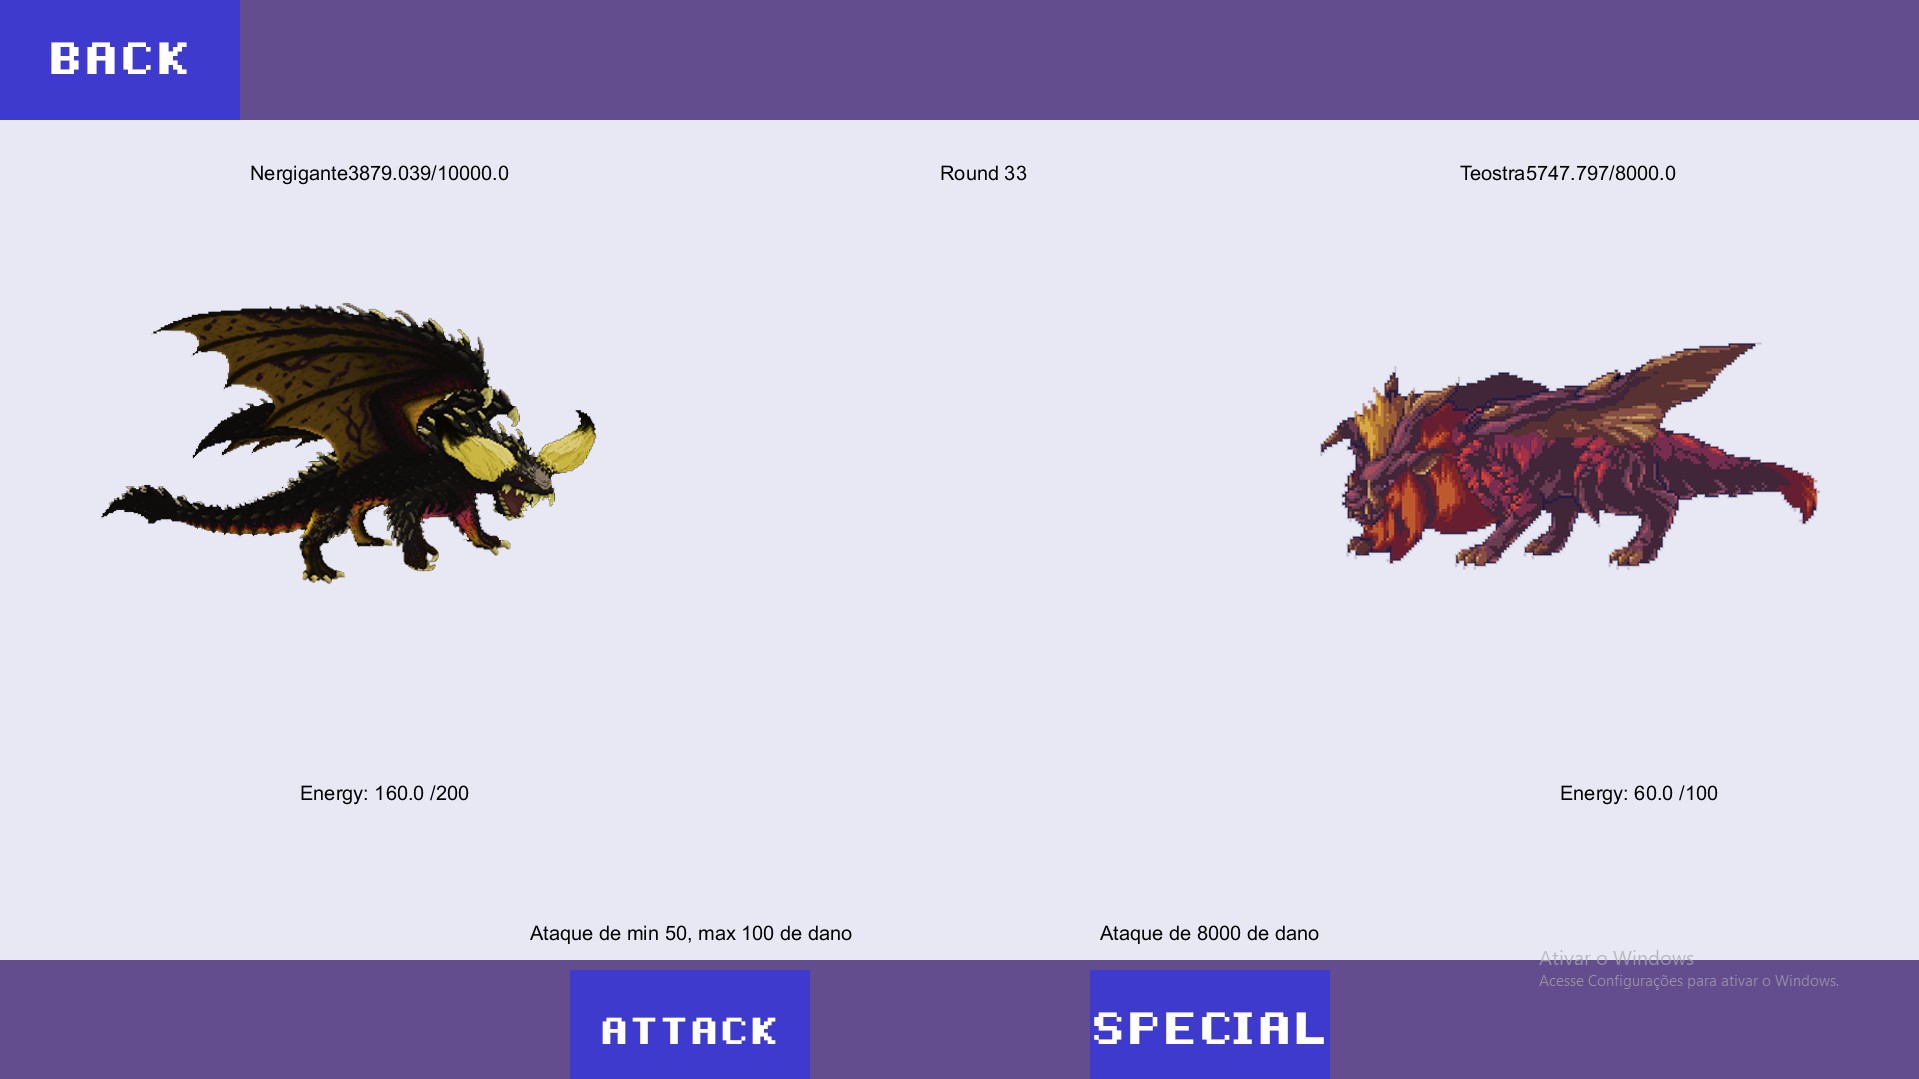 BACK
Nergigante3879.039/10000.0
Round 33
Teostra5747.797/8000.0
Energy: 160.0 /200
Energy: 60.0 /100
Ataque de min 50, max 100 de dano
Ataque de 8000 de dano
Ativar o Windows
Acesse Configurações para ativar o Windows.
ATTACK
SPECIAL